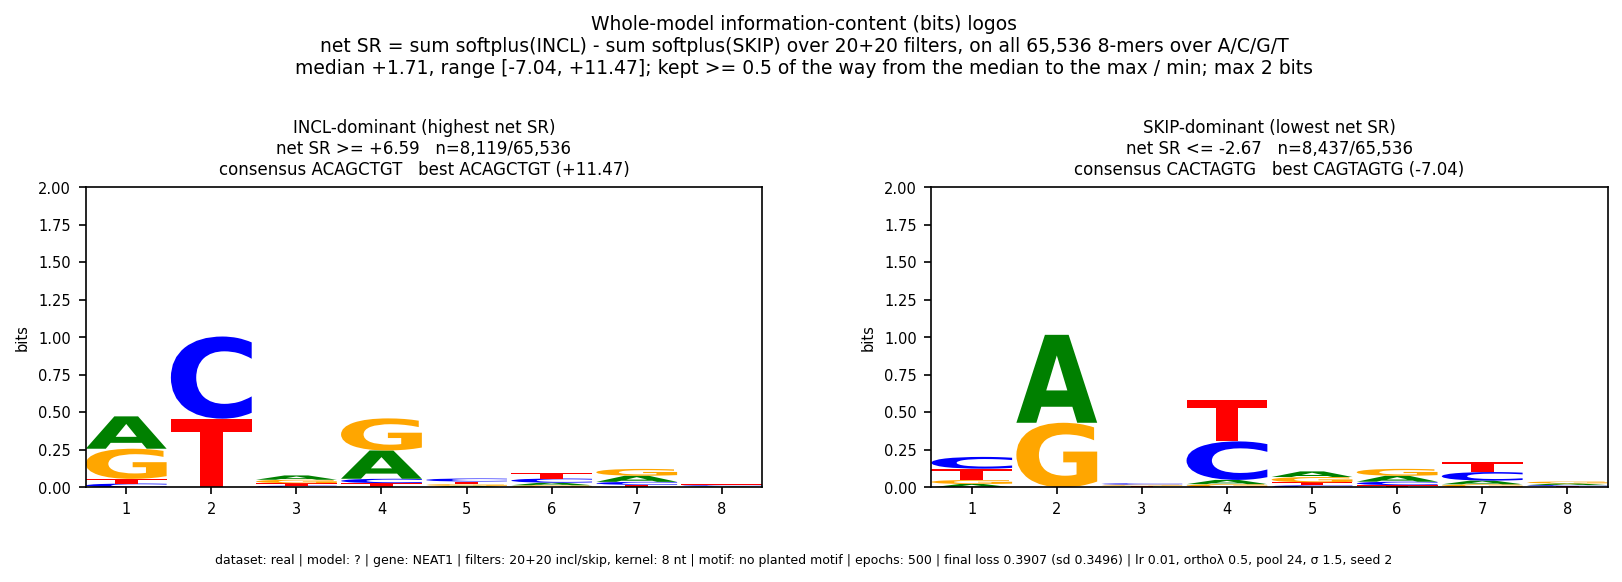 Whole-model information-content (bits) logos
net SR = sum softplus(INCL) - sum softplus(SKIP) over 20+20 filters, on all 65,536 8-mers over A/C/G/T
median +1.71, range [-7.04, +11.47]; kept >= 0.5 of the way from the median to the max / min; max 2 bits
INCL-dominant (highest net SR)
net SR >= +6.59 n=8,119/65,536
consensus ACAGCTGT best ACAGCTGT (+11.47)
2.00
1.75
1.50
1.25
1.00
0.75
0.50
0.25
0.00
bits
1 2 3 4 5 6 7 8
SKIP-dominant (lowest net SR)
net SR <= -2.67 n=8,437/65,536
consensus CACTAGTG best CAGTAGTG (-7.04)
2.00
1.75
1.50
1.25
1.00
0.75
0.50
0.25
0.00
bits
1 2 3 4 5 6 7 8
dataset: real | model: ? | gene: NEAT1 | filters: 20+20 incl/skip, kernel: 8 nt | motif: no planted motif | epochs: 500 | final loss 0.3907 (sd 0.3496) | lr 0.01, orthoλ 0.5, pool 24, σ 1.5, seed 2